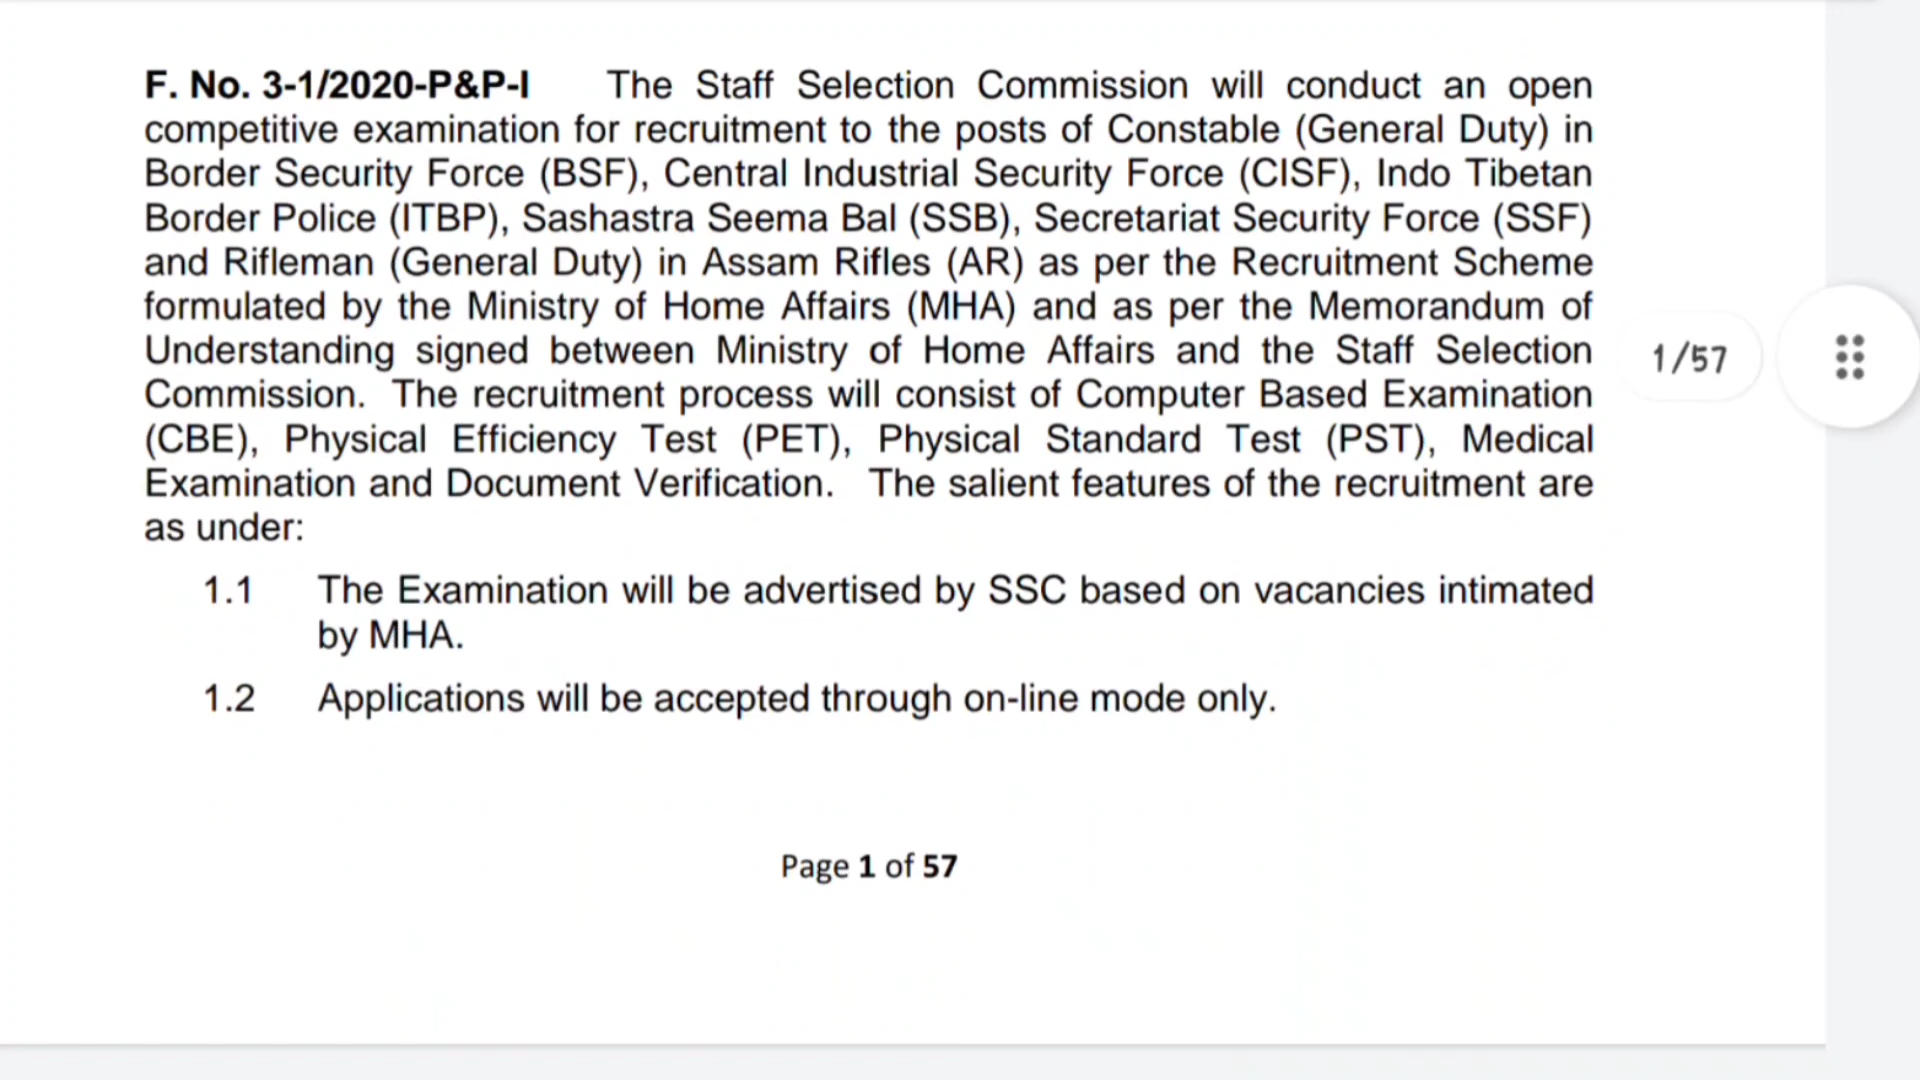 F. No. 3-1/2020-P&P-I The Staff Selection Commission will conduct an open
competitive examination for recruitment to the posts of Constable (General Duty) in
Border Security Force (BSF), Central Industrial Security Force (CISF), Indo Tibetan
Border Police (ITBP), Sashastra Seema Bal (SSB), Secretariat Security Force (SSF)
and Rifleman (General Duty) in Assam Rifles (AR) as per the Recruitment Scheme
formulated by the Ministry of Home Affairs (MHA) and as per the Memorandum of
Understanding signed between Ministry of Home Affairs and the Staff Selection
Commission. The recruitment process will consist of Computer Based Examination
(CBE), Physical Efficiency Test (PET), Physical Standard Test (PST), Medical
Examination and Document Verification. The salient features of the recruitment are
as under:
1.1 The Examination will be advertised by SSC based on vacancies intimated
by MHA.
1.2 Applications will be accepted through on-line mode only.
Page 1 of 57
1/57